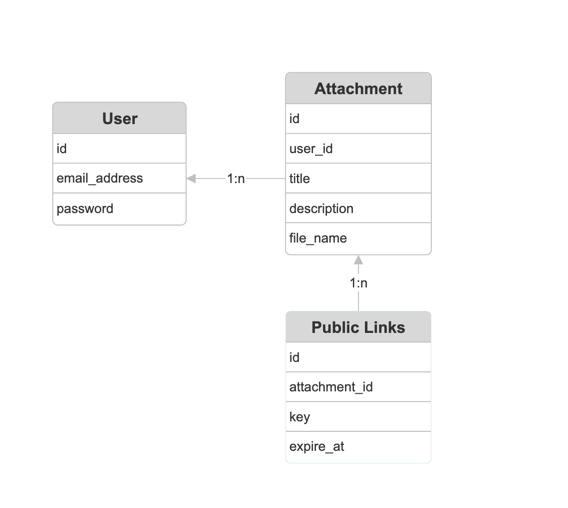 User
id
email_address
password
1:n
Attachment
id
user_id
title
description
file_name
1:n
Public Links
id
attachment_id
key
expire_at